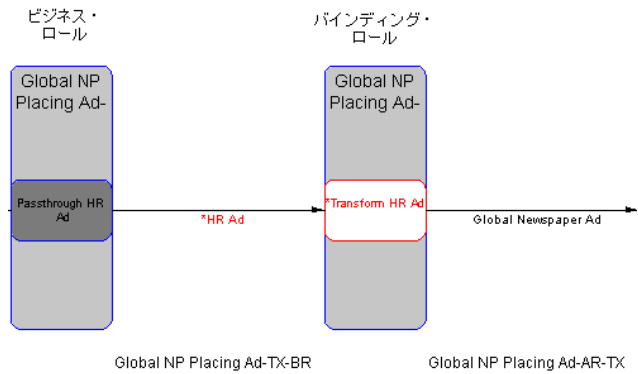 ビジネス・
ロール
バインディング・
ロール
Global NP
Placing Ad-
Global NP
Placing Ad-
Passthrough HR
Ad
*HR Ad
*Transform HR Ad
Global Newspaper Ad
Global NP Placing Ad-TX-BR
Global NP Placing Ad-AR-TX